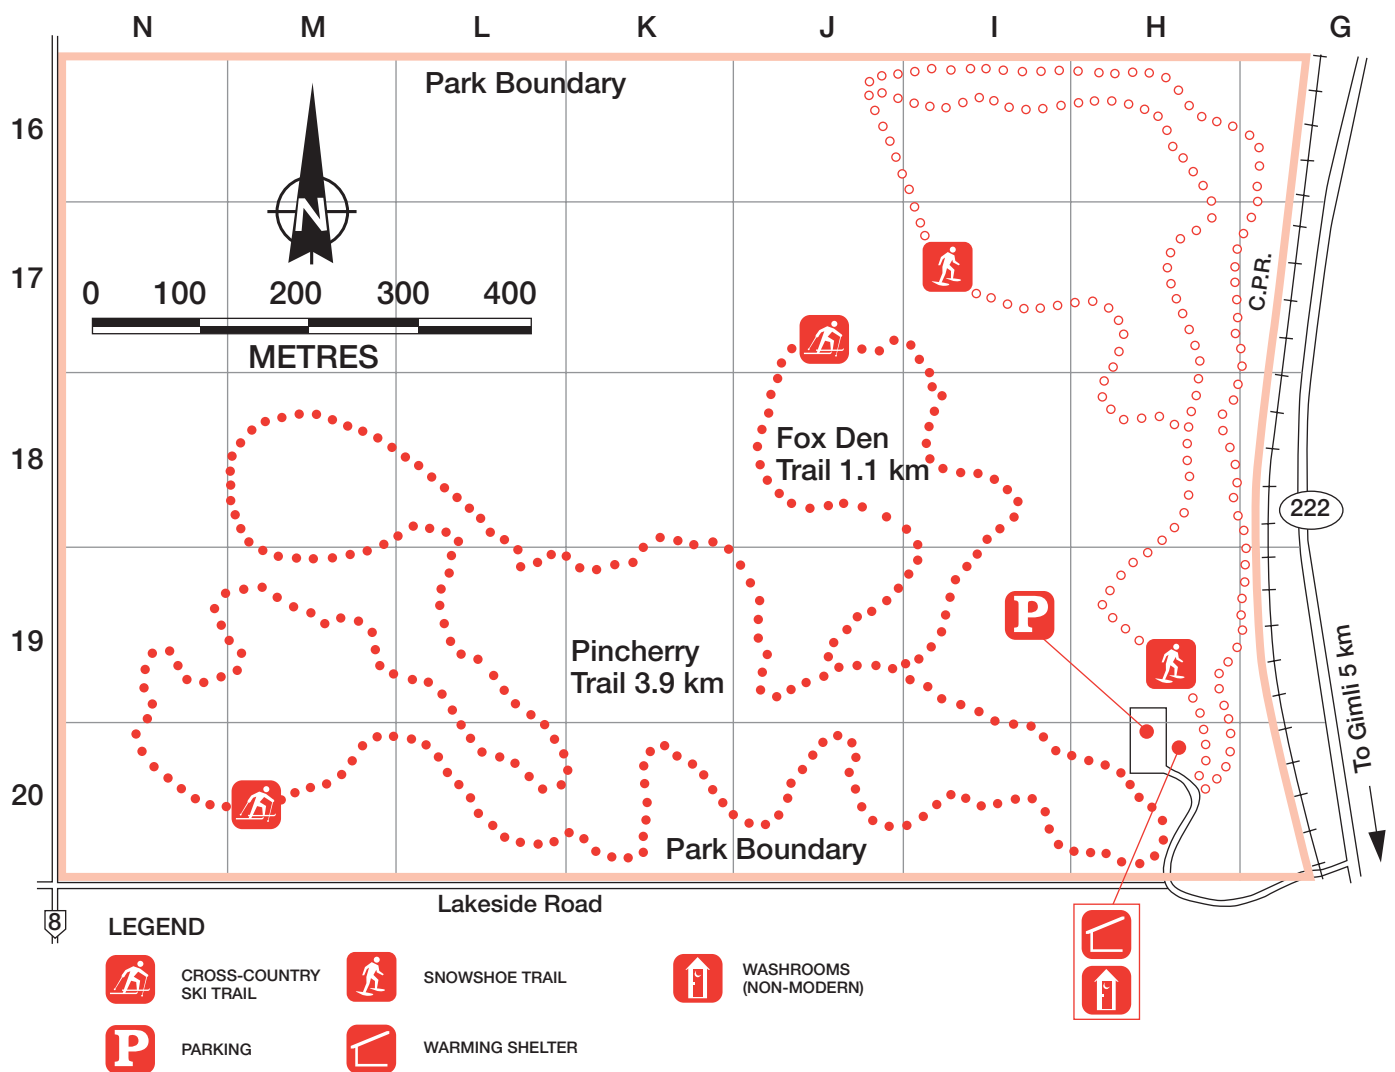 N M L K J I H G
Park Boundary
16
N
17
0 100 200 300 400
METRES
C.P.R.
Fox Den
Trail 1.1 km
18
222
P
19
Pincherry
Trail 3.9 km
To Gimli 5 km
20
Park Boundary
Lakeside Road
8
LEGEND
CROSS-COUNTRY
SKI TRAIL
SNOWSHOE TRAIL
WASHROOMS
(NON-MODERN)
P
PARKING
WARMING SHELTER